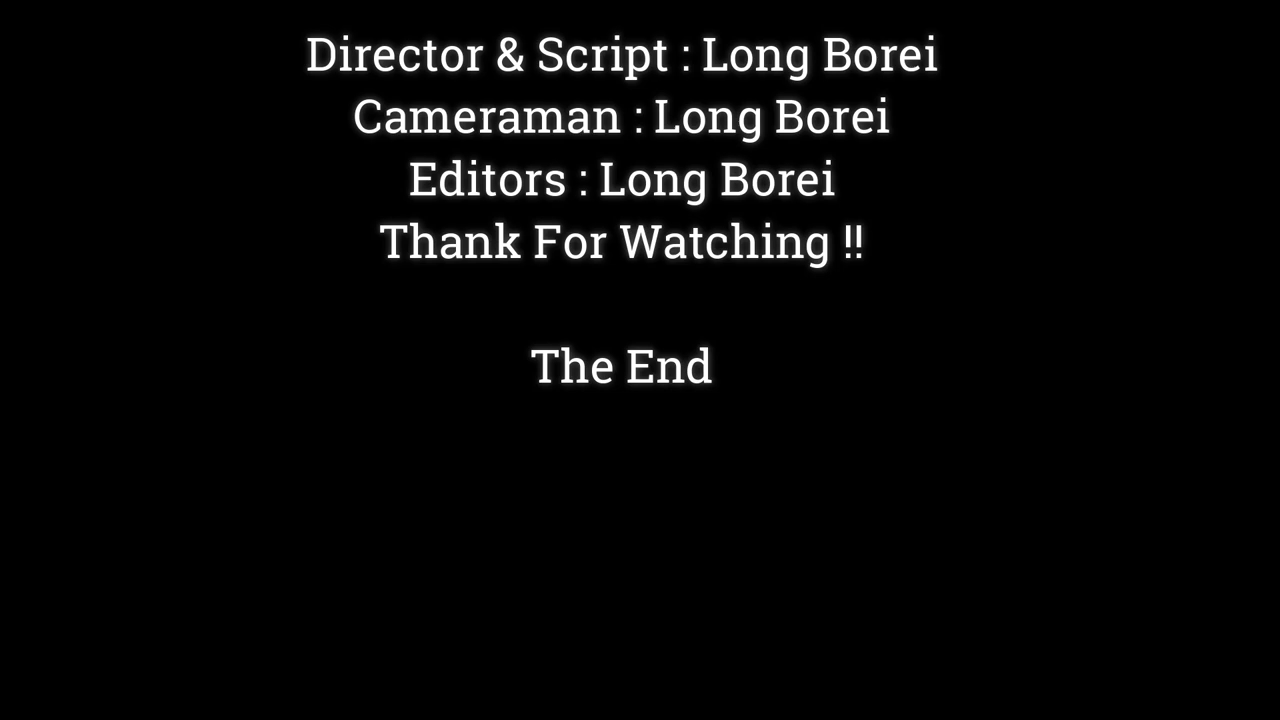 Director & Script : Long Borei
Cameraman : Long Borei
Editors : Long Borei
Thank For Watching !!
The End